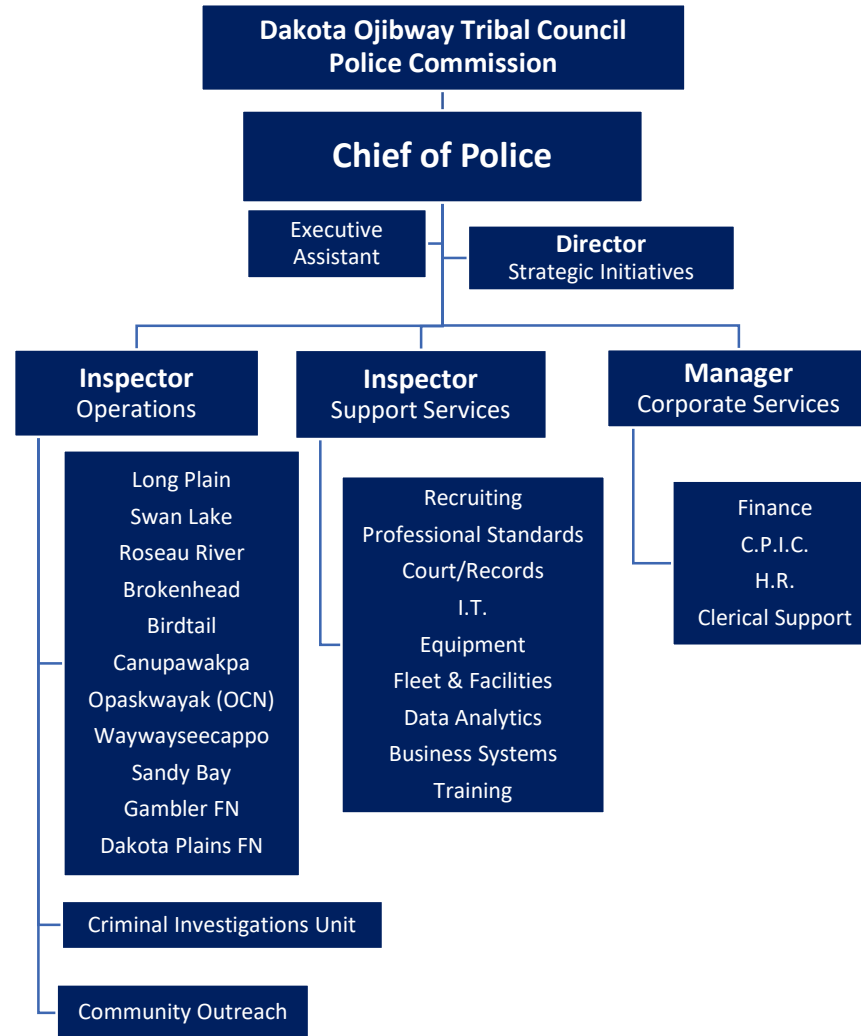 Dakota Ojibway Tribal Council
Police Commission
Chief of Police
Executive
Assistant
Director
Strategic Initiatives
Inspector
Operations
Inspector
Support Services
Manager
Corporate Services
Long Plain
Swan Lake
Roseau River
Brokenhead
Birdtail
Canupawakpa
Opaskwayak (OCN)
Waywayseecappo
Sandy Bay
Gambler FN
Dakota Plains FN
Recruiting
Professional Standards
Court/Records
I.T.
Equipment
Fleet & Facilities
Data Analytics
Business Systems
Training
Finance
C.P.I.C.
H.R.
Clerical Support
Criminal Investigations Unit
Community Outreach